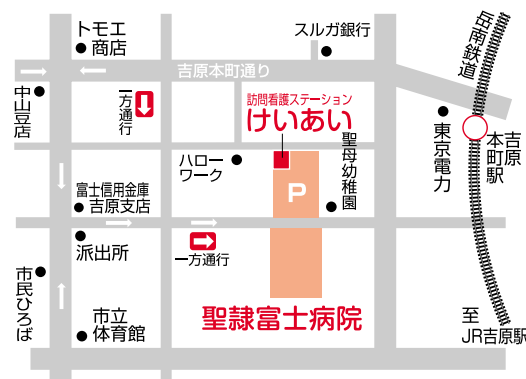 トモエ
商店
スルガ銀行
岳南鉄道
吉原本町通り
中山豆店
一方通行
訪問看護ステーション
けいあい
東京電力
吉原
本町駅
ハロー
ワーク
聖母幼稚園
P
富士信用金庫
吉原支店
派出所
一方通行
市民ひろば
市立
体育館
聖隷富士病院
至
JR吉原駅